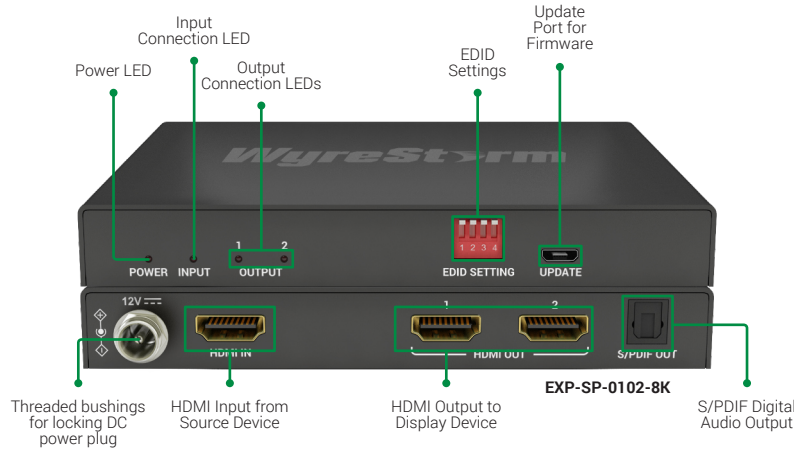 Input
Connection LED
Power LED
Output
Connection LEDs
EDID
Settings
Update
Port for
Firmware
WyreStorm
1 2
POWER INPUT OUTPUT
1 2 3 4
EDID SETTING
UPDATE
12V
HDMI IN
1 2
HDMI OUT
S/PDIF OUT
EXP-SP-0102-8K
Threaded bushings
for locking DC
power plug
HDMI Input from
Source Device
HDMI Output to
Display Device
S/PDIF Digital
Audio Output